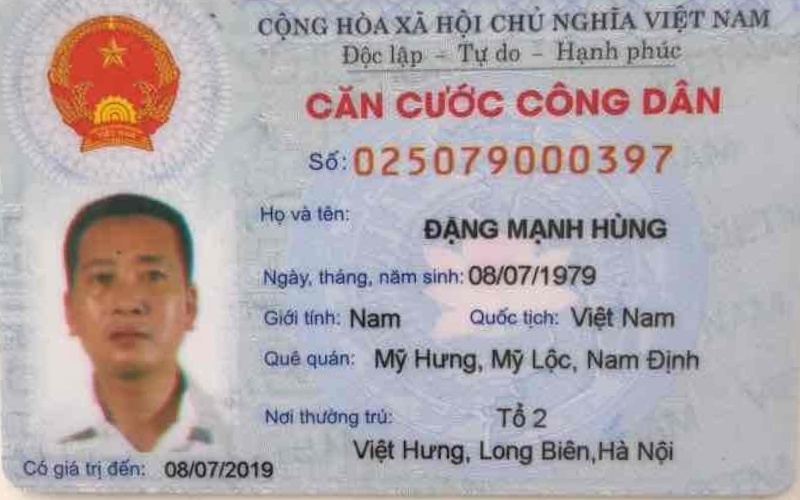 CỘNG HÒA XÃ HỘI CHỦ NGHĨA VIỆT NAM
Độc lập – Tự do – Hạnh phúc
CĂN CƯỚC CÔNG DÂN
Số: 025079000397
Họ và tên: ĐẶNG MẠNH HÙNG
Ngày, tháng, năm sinh: 08/07/1979
Giới tính: Nam Quốc tịch: Việt Nam
Quê quán: Mỹ Hưng, Mỹ Lộc, Nam Định
Nơi thường trú: Tổ 2
Việt Hưng, Long Biên,Hà Nội
Có giá trị đến: 08/07/2019